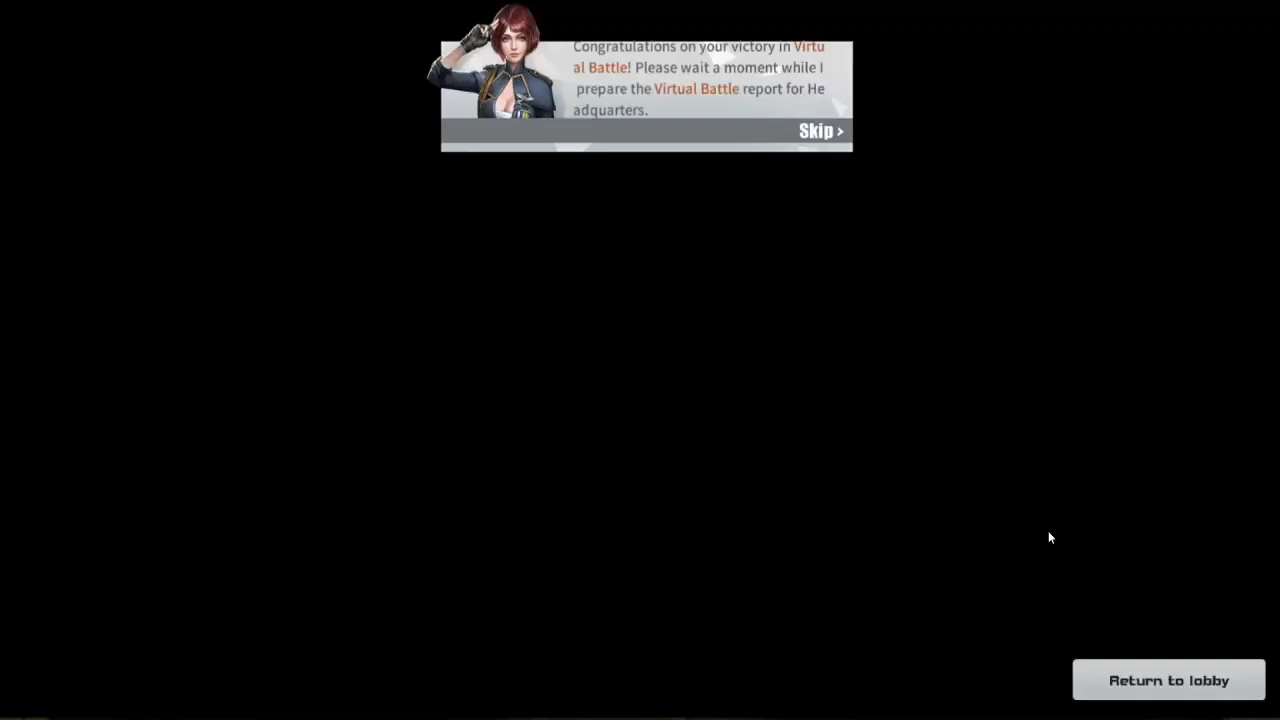 Congratulations on your victory in Virtu
al Battle! Please wait a moment while I
prepare the Virtual Battle report for He
adquarters.
Skip >
Return to lobby